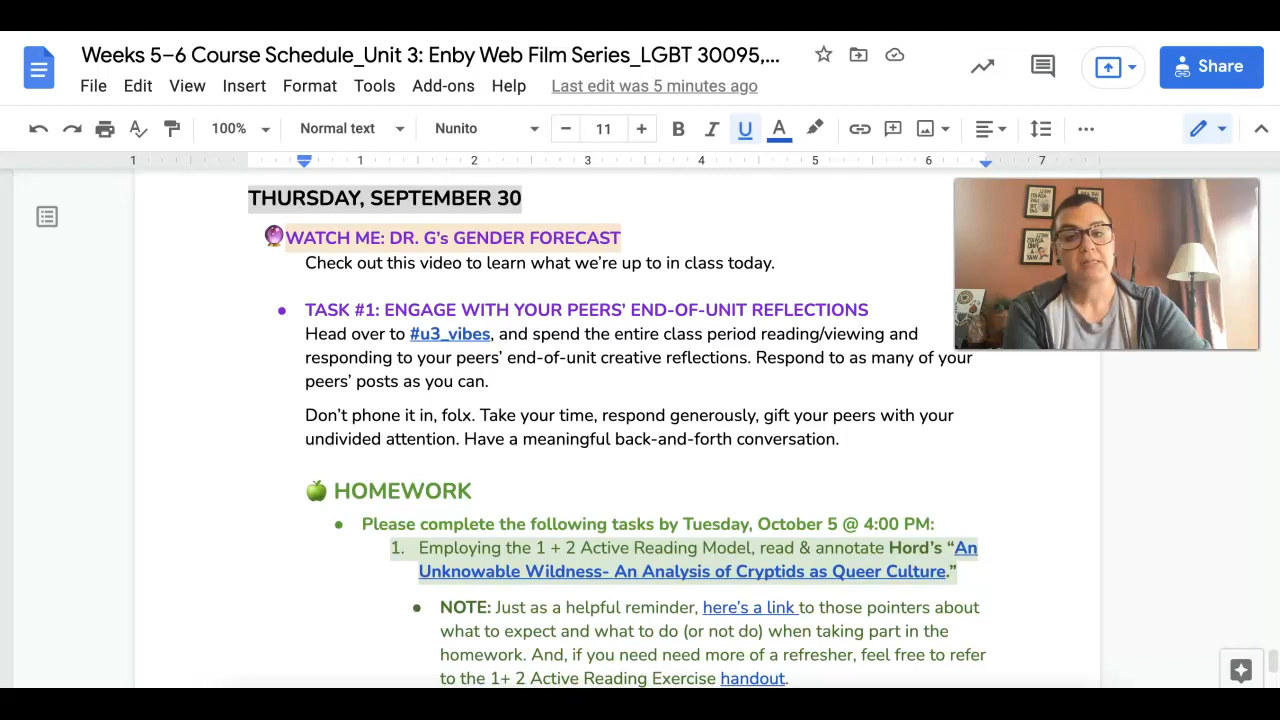 Weeks 5–6 Course Schedule_Unit 3: Enby Web Film Series_LGBT 30095,...
File Edit View Insert Format Tools Add-ons Help Last edit was 5 minutes ago
Share
100% Normal text Nunito 11 B I U A
1 1 2 3 4 5 6 7
THURSDAY, SEPTEMBER 30
WATCH ME: DR. G's GENDER FORECAST
Check out this video to learn what we're up to in class today.
TASK #1: ENGAGE WITH YOUR PEERS' END-OF-UNIT REFLECTIONS
Head over to #u3_vibes, and spend the entire class period reading/viewing and
responding to your peers' end-of-unit creative reflections. Respond to as many of your
peers' posts as you can.
Don't phone it in, folx. Take your time, respond generously, gift your peers with your
undivided attention. Have a meaningful back-and-forth conversation.
HOMEWORK
Please complete the following tasks by Tuesday, October 5 @ 4:00 PM:
1. Employing the 1 + 2 Active Reading Model, read & annotate Hord's "An
Unknowable Wildness- An Analysis of Cryptids as Queer Culture."
NOTE: Just as a helpful reminder, here's a link to those pointers about
what to expect and what to do (or not do) when taking part in the
homework. And, if you need need more of a refresher, feel free to refer
to the 1+ 2 Active Reading Exercise handout.